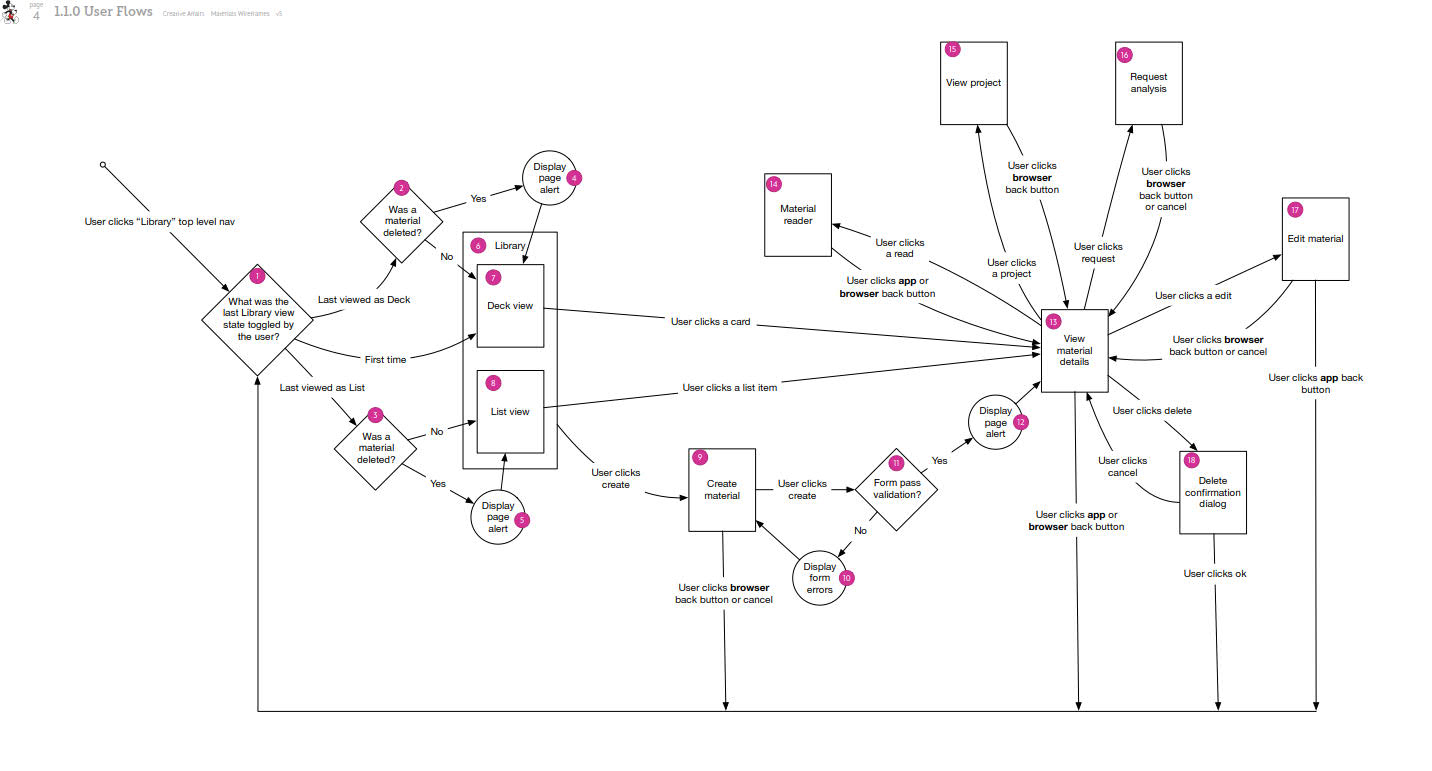 page
4
1.1.0 User Flows
Creative Affairs Materials Wireframes v5
User clicks “Library” top level nav
1
What was the
last Library view
state toggled by
the user?
Last viewed as Deck
First time
Last viewed as List
2
Was a
material
deleted?
Yes
No
3
Was a
material
deleted?
No
Yes
Display
page
alert
4
Display
page
alert
5
6
Library
7
Deck view
8
List view
User clicks a card
User clicks a list item
User clicks
create
9
Create
material
User clicks
create
User clicks browser
back button or cancel
Display
form
errors
10
11
Form pass
validation?
Yes
No
Display
page
alert
12
13
View
material
details
14
Material
reader
User clicks
a read
User clicks app or
browser back button
15
View project
User clicks
browser
back button
User clicks
a project
16
Request
analysis
User clicks
browser
back button
or cancel
User clicks
request
17
Edit material
User clicks a edit
User clicks browser
back button or cancel
User clicks app back
button
User clicks delete
User clicks
cancel
18
Delete
confirmation
dialog
User clicks app or
browser back button
User clicks ok